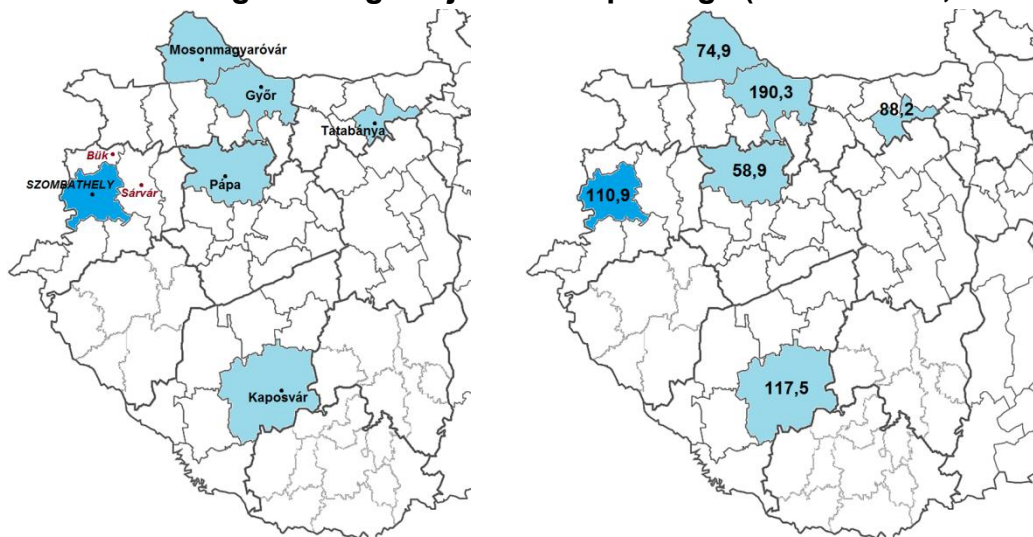 Mosonmagyaróvár
Győr
Tatabánya
Bük
SZOMBATHELY
Sárvár
Pápa
Kaposvár
74,9
190,3
88,2
58,9
110,9
117,5